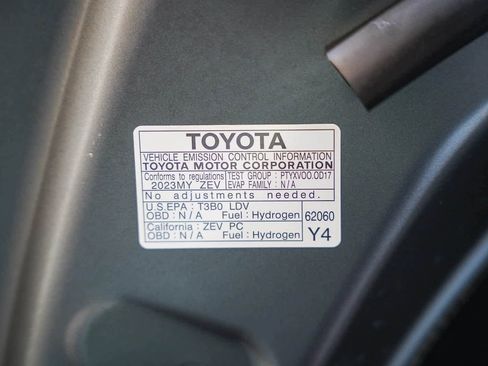 TOYOTA
VEHICLE EMISSION CONTROL INFORMATION
TOYOTA MOTOR CORPORATION
Conforms to regulations TEST GROUP : PTYXV00.0D17
2023MY ZEV EVAP FAMILY : N/A
No adjustments needed.
U.S.EPA : T3B0 LDV
OBD : N/A Fuel : Hydrogen 62060
California : ZEV PC
OBD : N/A Fuel : Hydrogen Y4